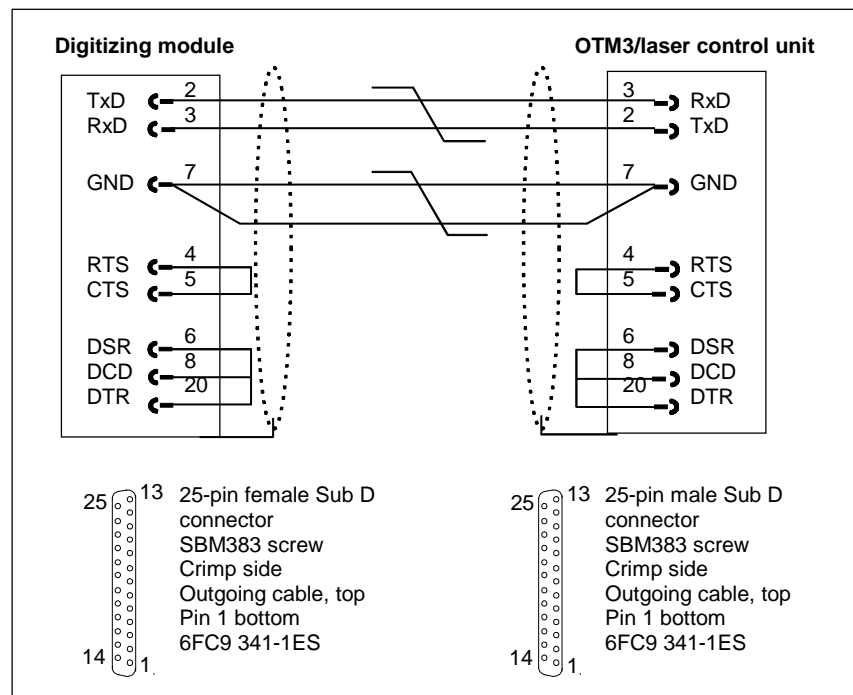 Digitizing module OTM3/laser control unit
TxD 2 3 RxD
RxD 3 2 TxD
GND 7 7 GND
RTS 4 4 RTS
CTS 5 5 CTS
DSR 6 6 DSR
DCD 8 8 DCD
DTR 20 20 DTR
25 13 25-pin female Sub D
connector
SBM383 screw
Crimp side
Outgoing cable, top
Pin 1 bottom
6FC9 341-1ES
14 1.
25 13 25-pin male Sub D
connector
SBM383 screw
Crimp side
Outgoing cable, top
Pin 1 bottom
6FC9 341-1ES
14 1.